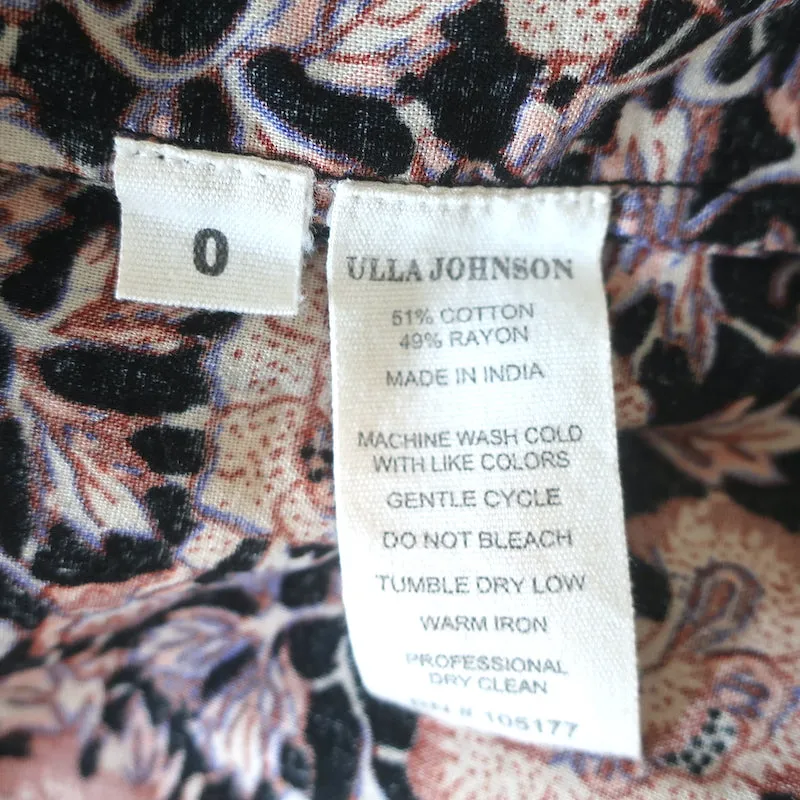 0
ULLA JOHNSON
51% COTTON
49% RAYON
MADE IN INDIA
MACHINE WASH COLD
WITH LIKE COLORS
GENTLE CYCLE
DO NOT BLEACH
TUMBLE DRY LOW
WARM IRON
PROFESSIONAL
DRY CLEAN
RN # 105177